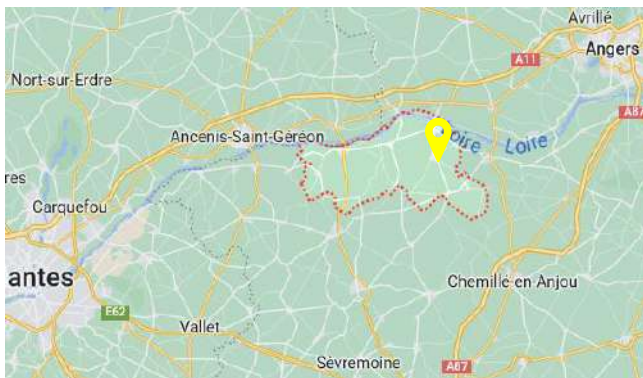 Avrillé
A11
Angers
Nort-sur-Erdre
A87
Ancenis-Saint-Géréon
Loire
Loire
res
Carquefou
antes
Chemillé-en-Anjou
E62
Vallet
Sèvremoine
A87